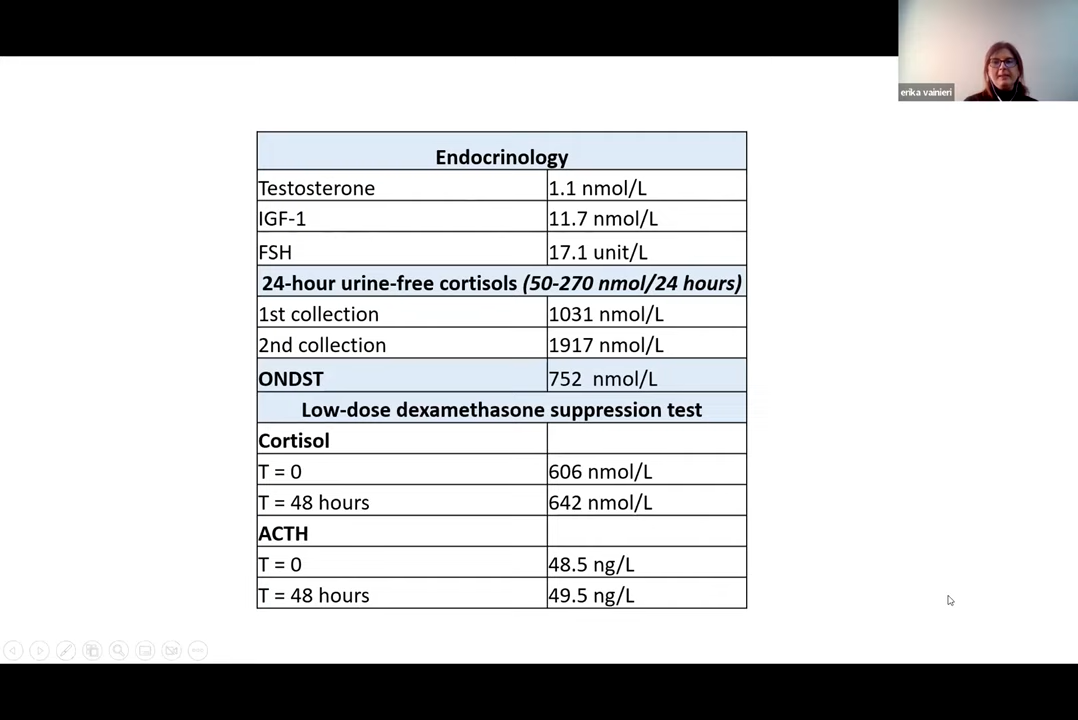 erika vainieri
Endocrinology
Testosterone 1.1 nmol/L
IGF-1 11.7 nmol/L
FSH 17.1 unit/L
24-hour urine-free cortisols (50-270 nmol/24 hours)
1st collection 1031 nmol/L
2nd collection 1917 nmol/L
ONDST 752 nmol/L
Low-dose dexamethasone suppression test
Cortisol
T = 0 606 nmol/L
T = 48 hours 642 nmol/L
ACTH
T = 0 48.5 ng/L
T = 48 hours 49.5 ng/L